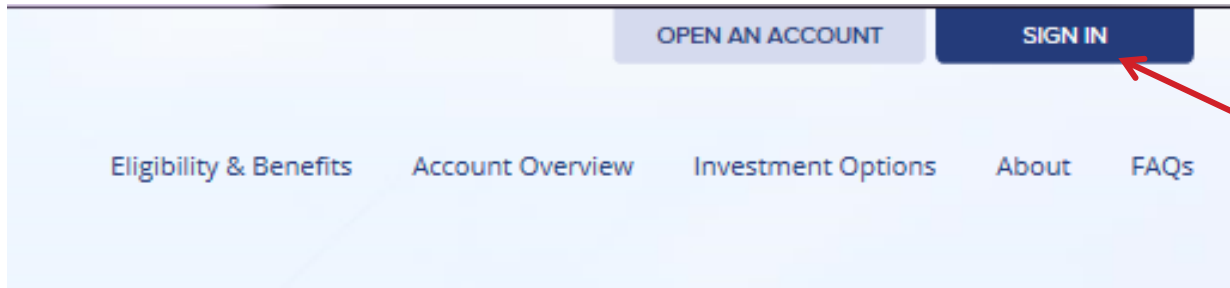 OPEN AN ACCOUNT SIGN IN
Eligibility & Benefits Account Overview Investment Options About FAQs